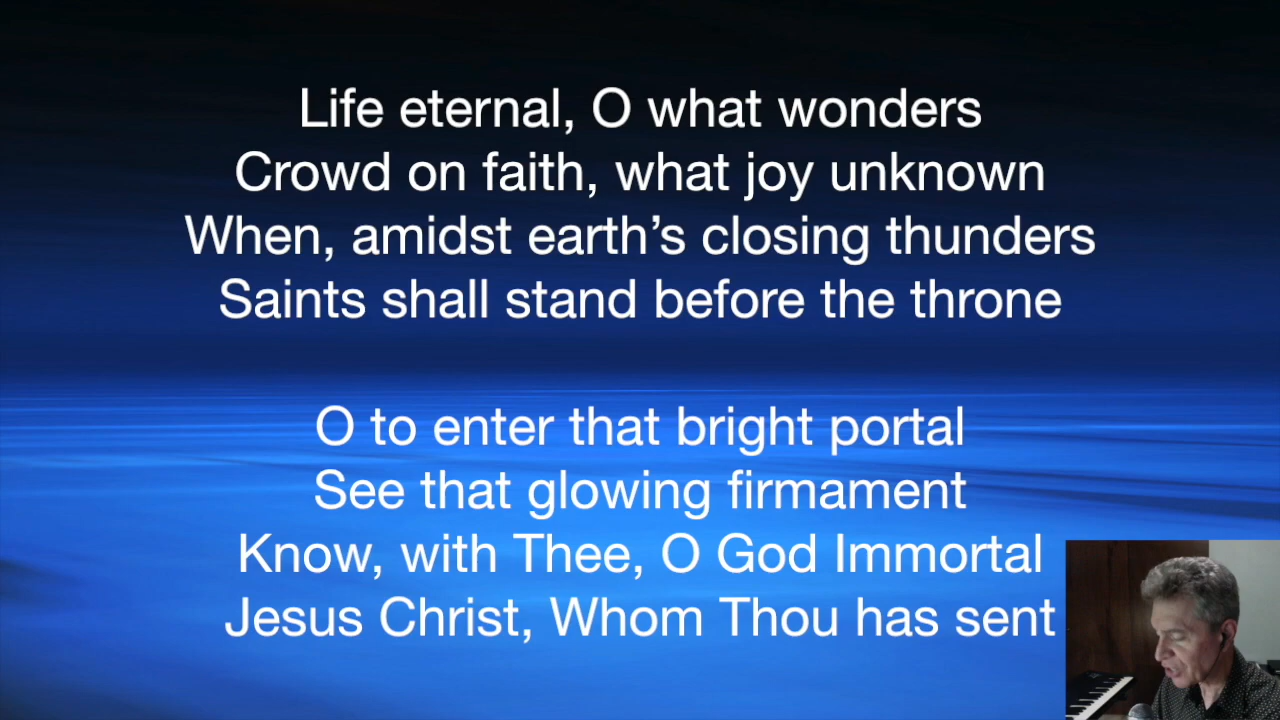 Life eternal, O what wonders
Crowd on faith, what joy unknown
When, amidst earth’s closing thunders
Saints shall stand before the throne
O to enter that bright portal
See that glowing firmament
Know, with Thee, O God Immortal
Jesus Christ, Whom Thou has sent